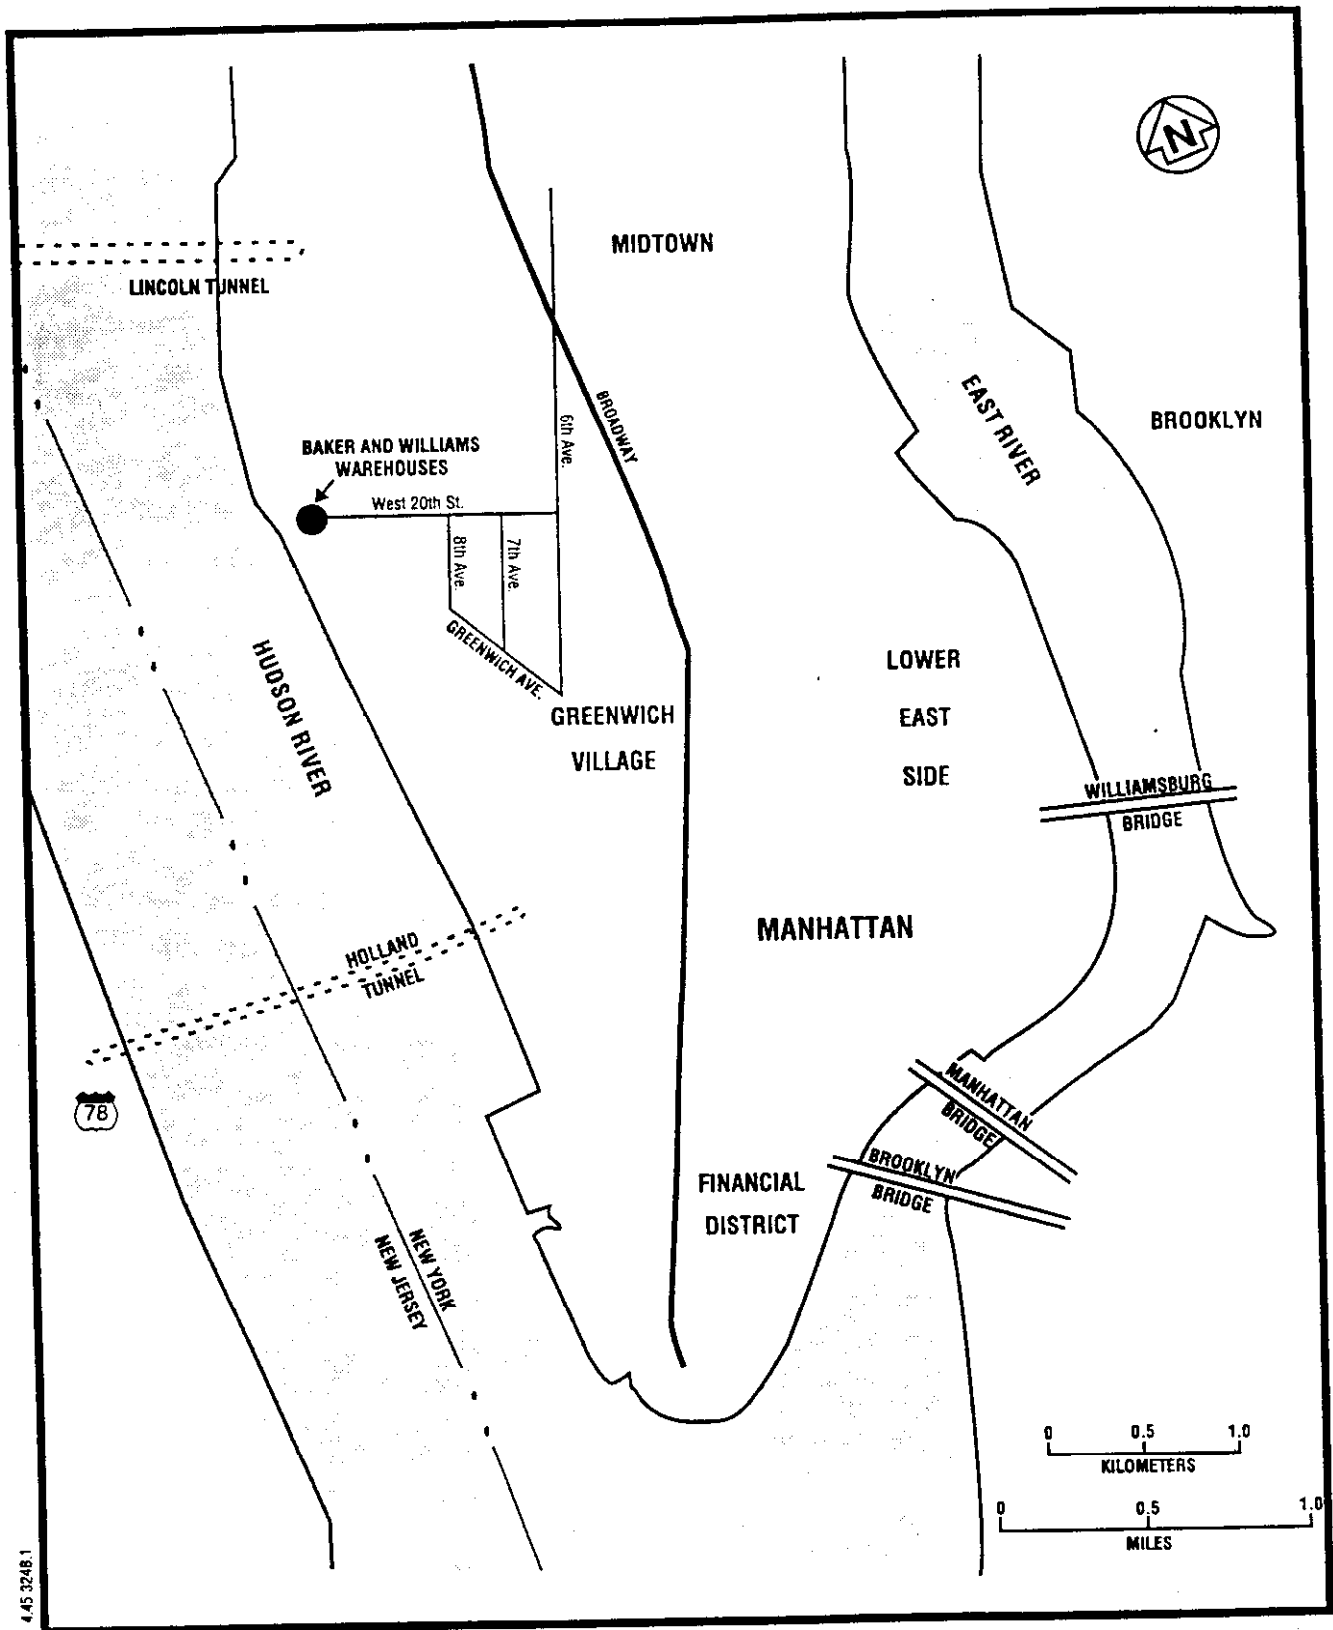 N
MIDTOWN
LINCOLN TUNNEL
BROADWAY
6th Ave.
EAST RIVER
BROOKLYN
BAKER AND WILLIAMS
WAREHOUSES
West 20th St.
8th Ave.
7th Ave.
GREENWICH AVE.
HUDSON RIVER
GREENWICH
VILLAGE
LOWER
EAST
SIDE
WILLIAMSBURG
BRIDGE
MANHATTAN
HOLLAND
TUNNEL
78
MANHATTAN
BRIDGE
BROOKLYN
BRIDGE
FINANCIAL
DISTRICT
NEW YORK
NEW JERSEY
0 0.5 1.0
KILOMETERS
0 0.5 1.0
MILES
4.45 324B.1